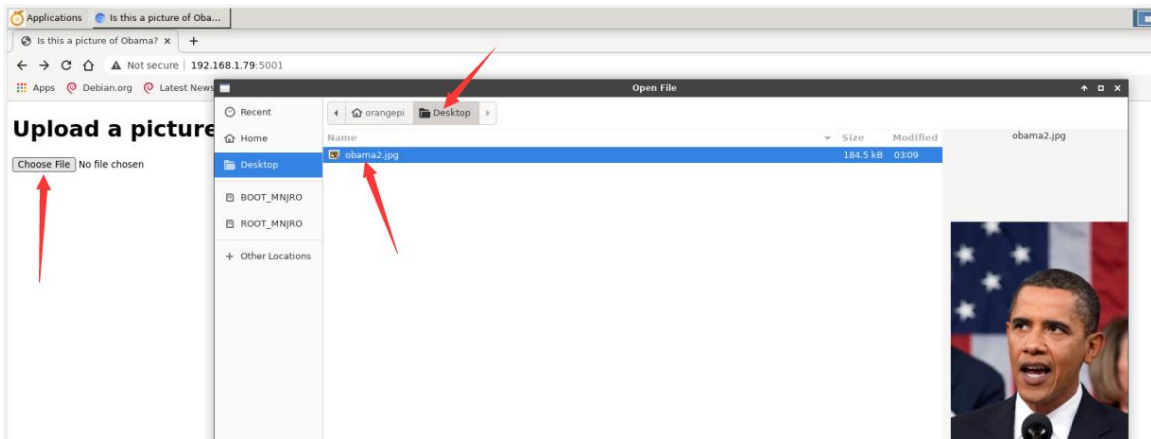 Applications Is this a picture of Oba...
Is this a picture of Obama? x +
Not secure | 192.168.1.79:5001
Apps Debian.org Latest News
Open File
Upload a picture
Choose File No file chosen
Recent
Home
Desktop
BOOT_MNJRO
ROOT_MNJRO
+ Other Locations
orangepi Desktop
Name Size Modified
obama2.jpg 184.5 kB 03:09
obama2.jpg